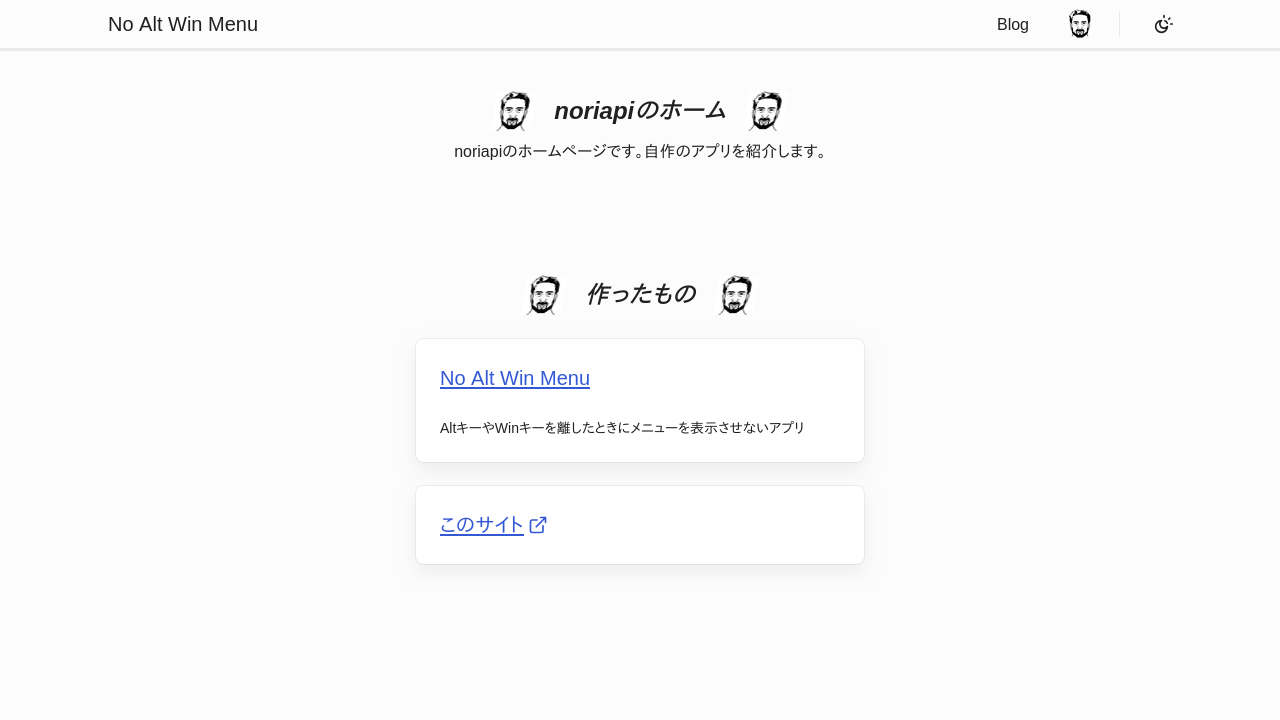 No Alt Win Menu
Blog
noriapiのホーム
noriapiのホームページです。自作のアプリを紹介します。
作ったもの
No Alt Win Menu
AltキーやWinキーを離したときにメニューを表示させないアプリ
このサイト